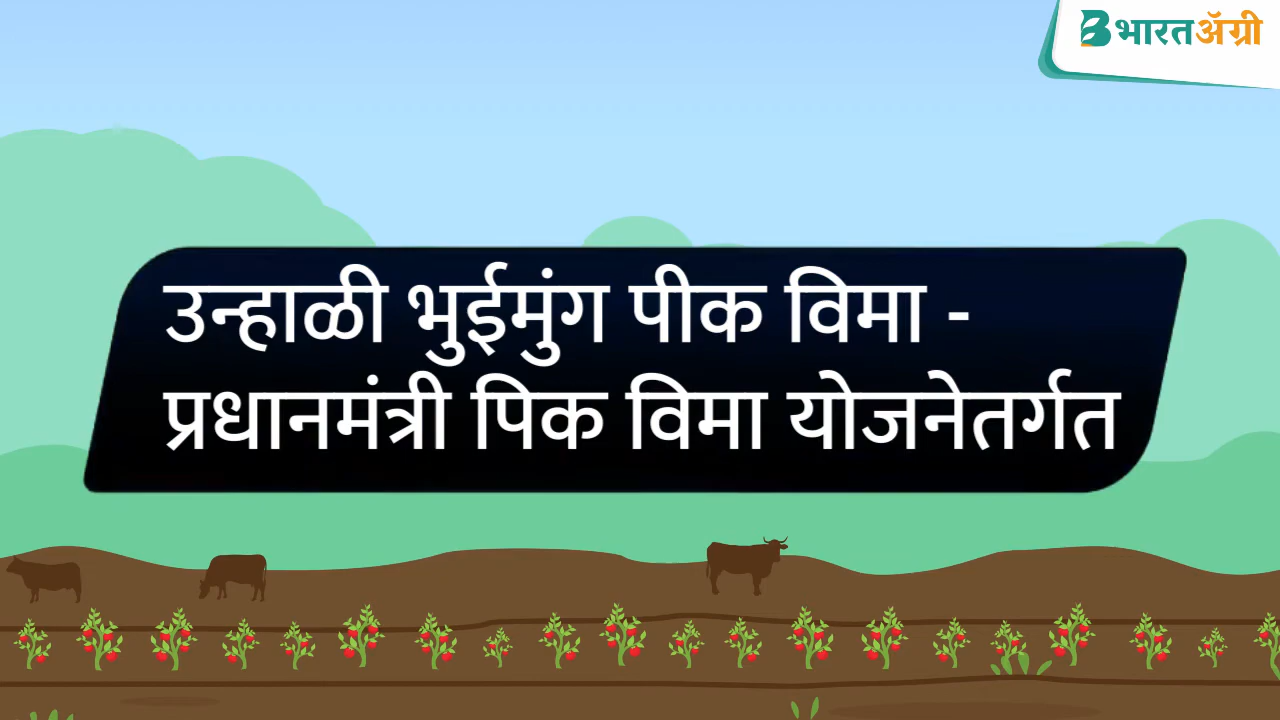 भारतॲग्री
उन्हाळी भुईमुंग पीक विमा -
प्रधानमंत्री पिक विमा योजनेतर्गत